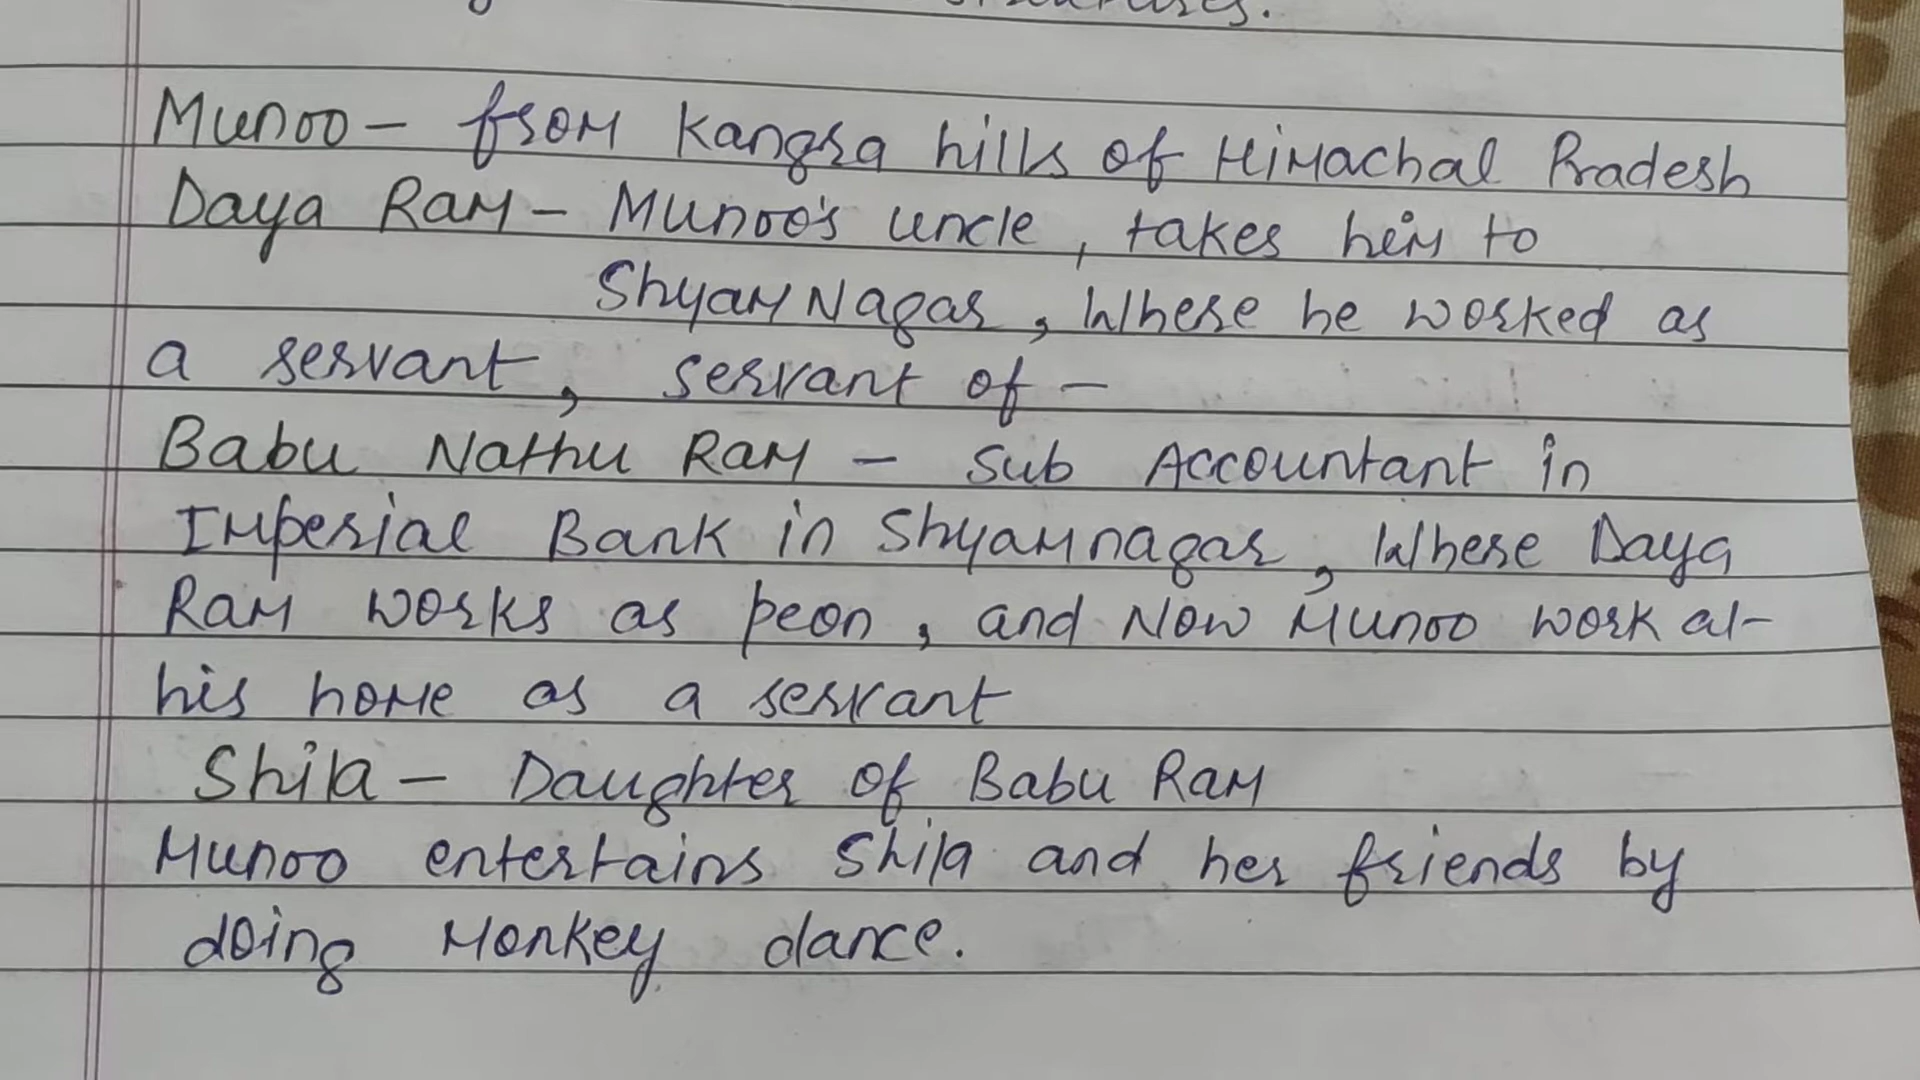 Munoo - from Kangra hills of Himachal Pradesh
Daya Ram - Munoo's uncle, takes him to
Shyam Nagar, Where he worked as
a servant, servant of -
Babu Nathu Ram - Sub Accountant in
Imperial Bank in Shyamnagar, Where Daya
Ram works as peon, and Now Munoo work at
his home as a servant
Shila - Daughter of Babu Ram
Munoo entertains Shila and her friends by
doing Monkey dance.